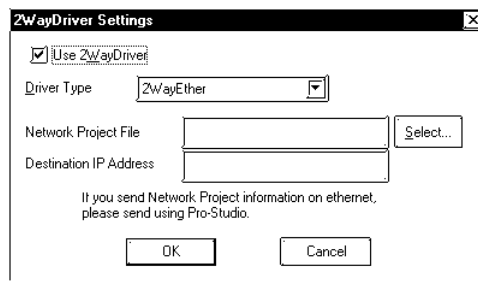 2WayDriver Settings
Use 2WayDriver
Driver Type 2WayEther
Network Project File Select...
Destination IP Address
If you send Network Project information on ethernet,
please send using Pro-Studio.
OK Cancel